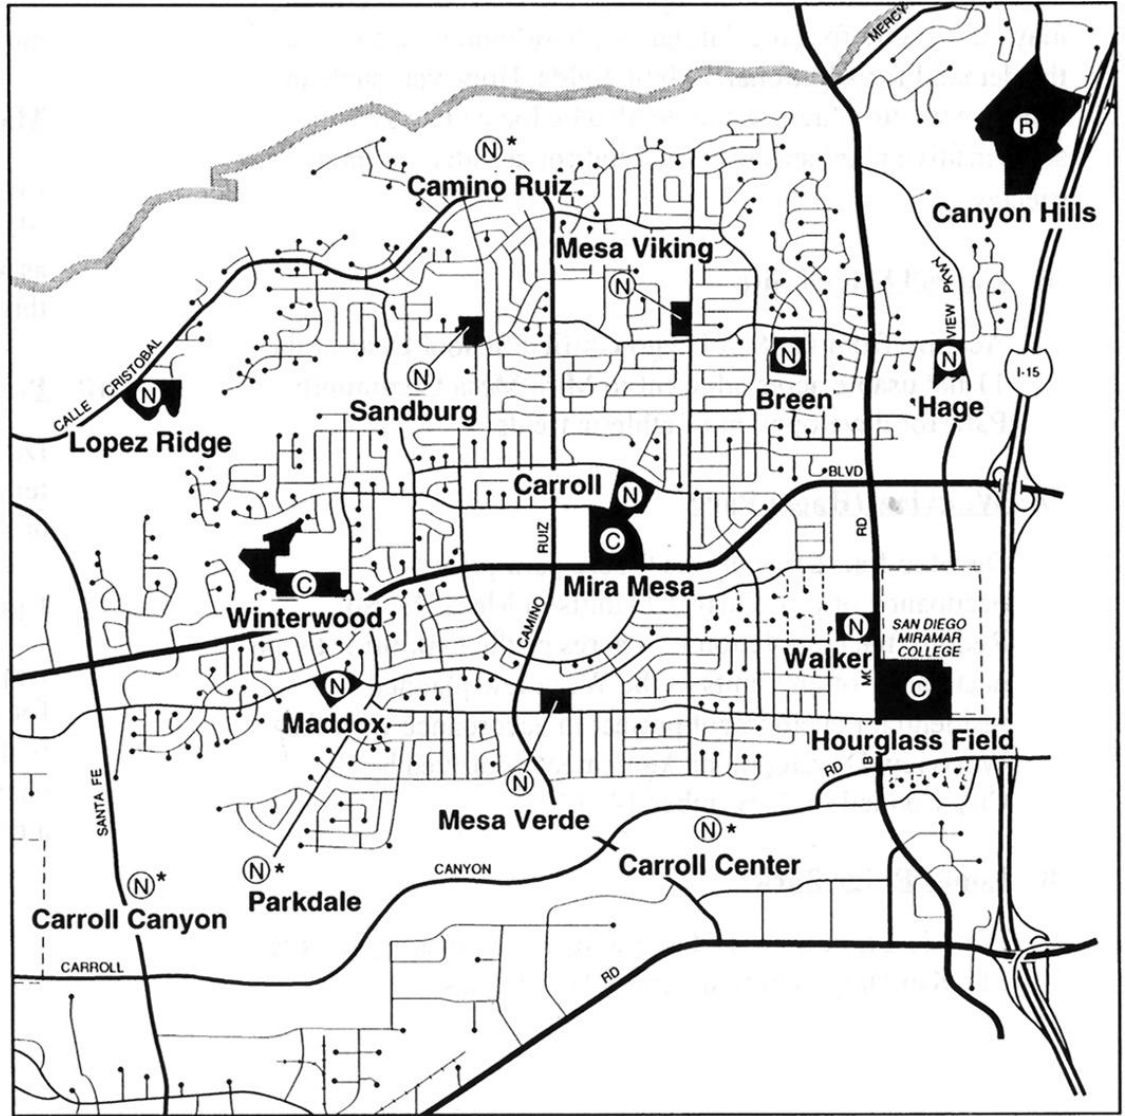 MERCY
R
N*
Camino Ruiz
Canyon Hills
Mesa Viking
N
VIEW PKWY
CALLE CRISTOBAL
N
N
N
I-15
N
Breen
Hage
Sandburg
Lopez Ridge
BLVD
Carroll
N
RUIZ
RD
C
C
Mira Mesa
Winterwood
CAMINO
N
SAN DIEGO
MIRAMAR
COLLEGE
Walker
N
C
Maddox
Hourglass Field
RD
SANTA FE
N
Mesa Verde
N*
CANYON
Carroll Center
N*
N*
Parkdale
Carroll Canyon
CARROLL
RD